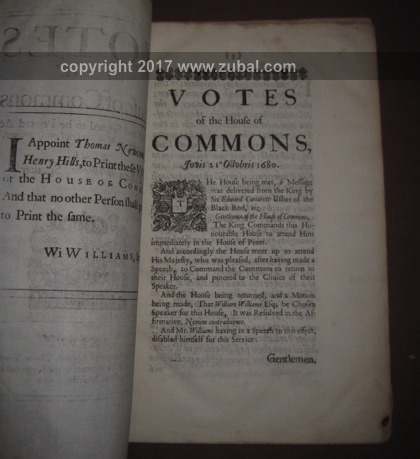 copyright 2017 www.zubal.com
I Appoint Thomas
Henry Hills, to Print these
of the HOUSE OF
And that no other Person shall
to Print the same.
Wi WILLIAMS,
VOTES
of the House of
COMMONS,
Jovis 21º Octobris 1680.
THe House being met, a Message
was delivered from the King by
Sir Edward Carteret Usher of the
Black Rod, viz.
Gentlemen of the House of Commons,
The King Commands this Ho-
nourable House to attend Him
immediately in the House of Peers.
And accordingly the House went up to attend
His Majesty, who was pleased, after having made a
Speech, to Command the Commons to return to
their House, and proceed to the Choice of their
Speaker.
And the House being returned, and a Motion
being made, That William Williams Esq; be Chosen
Speaker for this House, It was Resolved in the Af-
firmative, Nemine contradicente.
And Mr. Williams having in a Speech to this effect,
disabled himself for this Service:
Gentlemen,